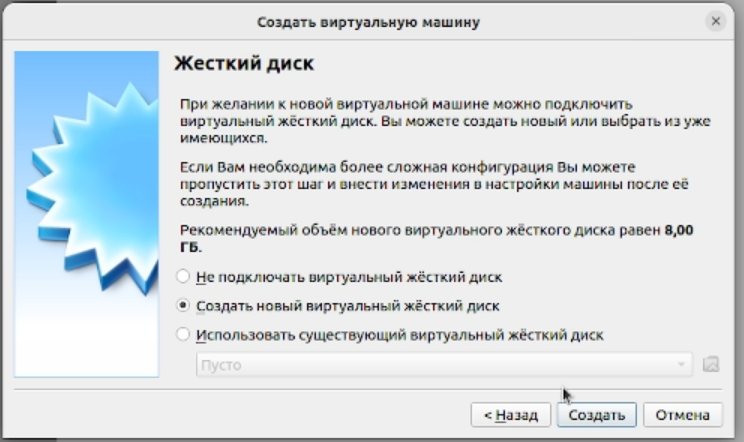 Создать виртуальную машину
Жесткий диск
При желании к новой виртуальной машине можно подключить
виртуальный жёсткий диск. Вы можете создать новый или выбрать из уже
имеющихся.
Если Вам необходима более сложная конфигурация Вы можете
пропустить этот шаг и внести изменения в настройки машины после её
создания.
Рекомендуемый объём нового виртуального жёсткого диска равен 8,00
ГБ.
Не подключать виртуальный жёсткий диск
Создать новый виртуальный жёсткий диск
Использовать существующий виртуальный жёсткий диск
Пусто
< Назад Создать Отмена